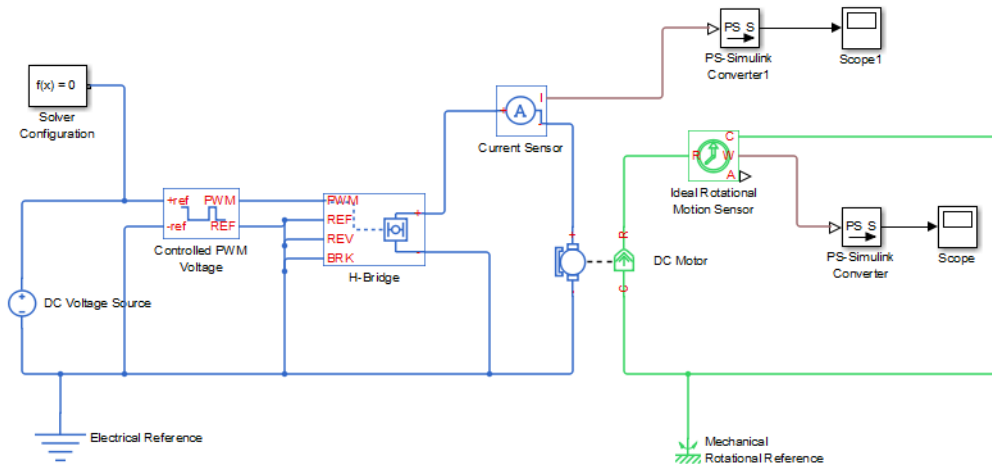 PS S
PS-Simulink
Converter1
Scope1
f(x) = 0
Solver
Configuration
I
A
+
-
Current Sensor
C
R
W
A
Ideal Rotational
Motion Sensor
+ref
PWM
-ref
REF
Controlled PWM
Voltage
PWM
REF
REV
BRK
+
-
H-Bridge
PS S
PS-Simulink
Converter
Scope
R
+
DC Motor
C
+
-
DC Voltage Source
Electrical Reference
Mechanical
Rotational Reference